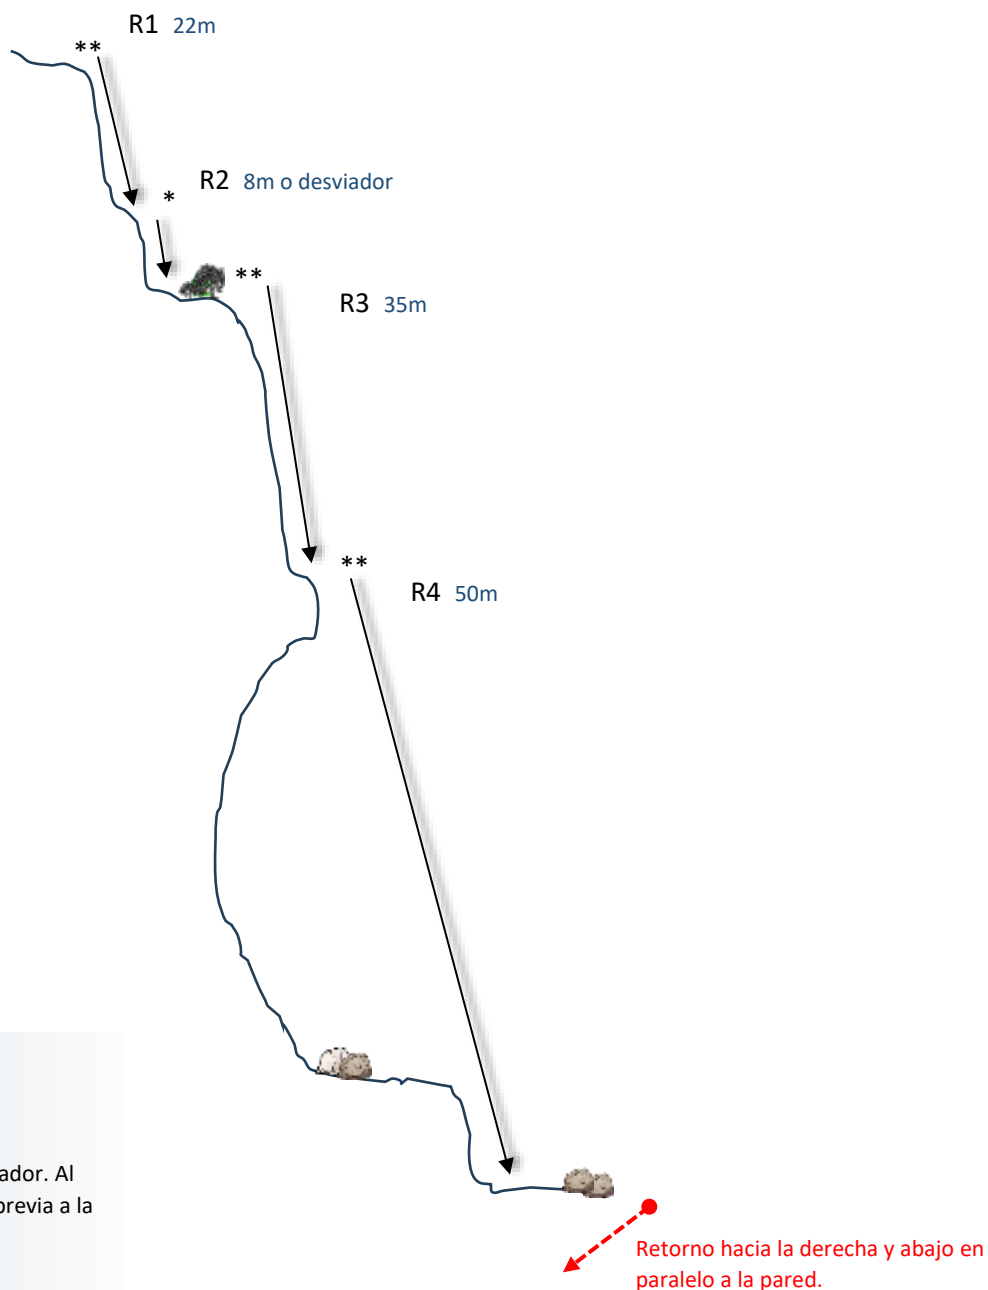 R1 22m
**
R2 8m o desviador
*
**
R3 35m
**
R4 50m
Al
previa a la
Retorno hacia la derecha y abajo en
paralelo a la pared.